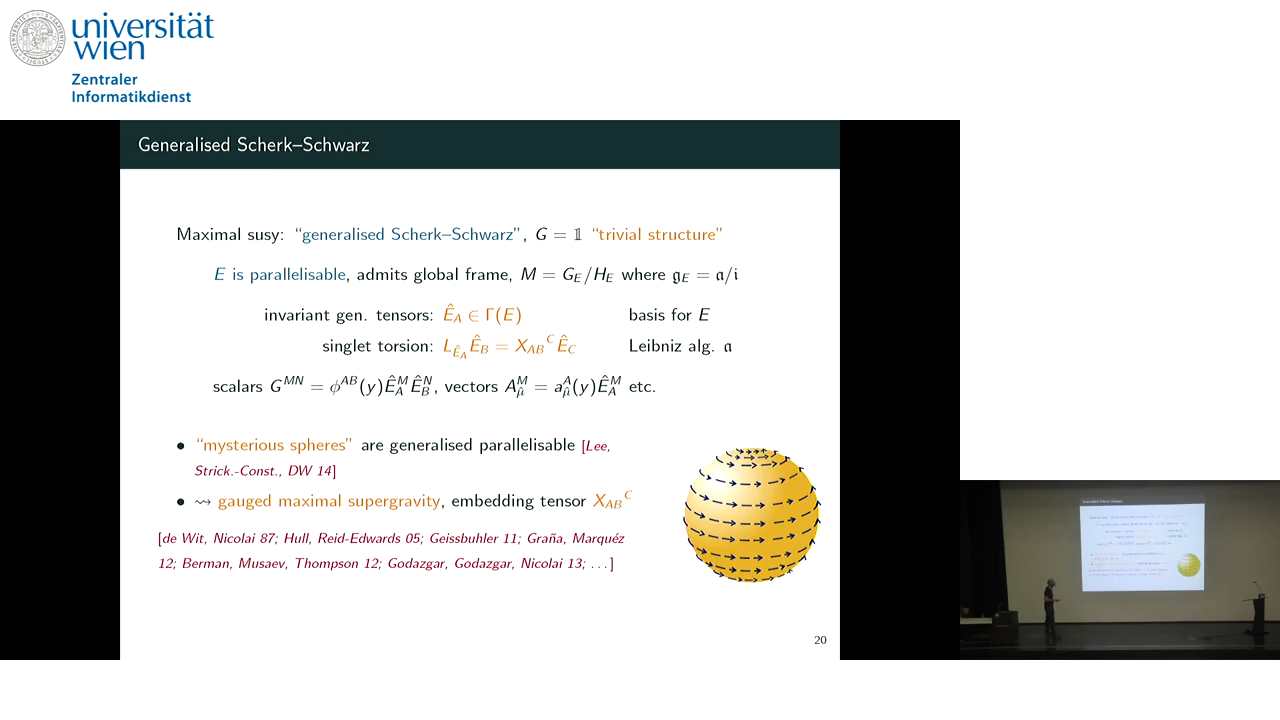 universität
wien
Zentraler
Informatikdienst
Generalised Scherk–Schwarz
Maximal susy: “generalised Scherk–Schwarz”, G = 𝟙 “trivial structure”
E is parallelisable, admits global frame, M = G_E/H_E where 𝔤_E = 𝔞/𝔦
invariant gen. tensors: Ê_A ∈ Γ(E) basis for E
singlet torsion: L_{Ê_A} Ê_B = X_{AB}^C Ê_C Leibniz alg. 𝔞
scalars G^{MN} = ϕ^{AB}(y)Ê_A^M Ê_B^N, vectors A_{μ̂}^M = a_{μ̂}^A(y)Ê_A^M etc.
• “mysterious spheres” are generalised parallelisable [Lee,
Strick.-Const., DW 14]
• ⇝ gauged maximal supergravity, embedding tensor X_{AB}^C
[de Wit, Nicolai 87; Hull, Reid-Edwards 05; Geissbuhler 11; Graña, Marquéz
12; Berman, Musaev, Thompson 12; Godazgar, Godazgar, Nicolai 13; . . . ]
20